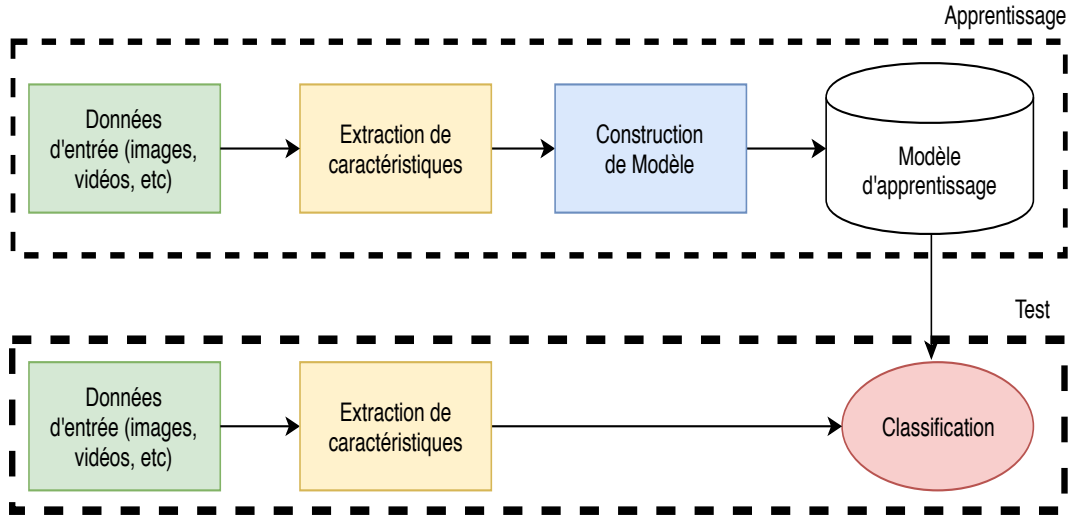 Apprentissage
Données
d'entrée (images,
vidéos, etc)
Extraction de
caractéristiques
Construction
de Modèle
Modèle
d'apprentissage
Test
Données
d'entrée (images,
vidéos, etc)
Extraction de
caractéristiques
Classification